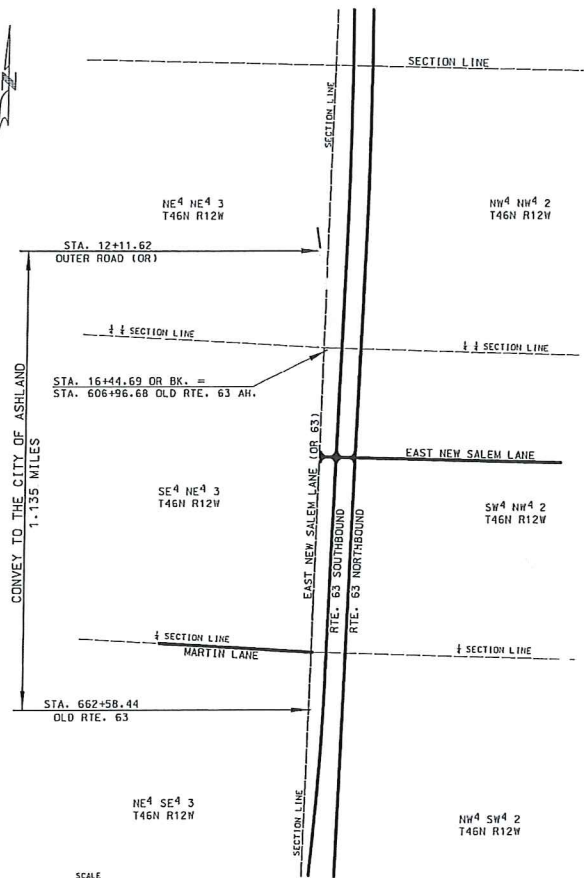 SECTION LINE
SECTION LINE
NE4 NE4 3
T46N R12W
NW4 NW4 2
T46N R12W
STA. 12+11.62
OUTER ROAD (OR)
¼ ¼ SECTION LINE
¼ ¼ SECTION LINE
STA. 16+44.69 OR BK. =
STA. 606+96.68 OLD RTE. 63 AH.
CONVEY TO THE CITY OF ASHLAND
1.135 MILES
EAST NEW SALEM LANE (OR 63)
EAST NEW SALEM LANE
SE4 NE4 3
T46N R12W
SW4 NW4 2
T46N R12W
RTE. 63 SOUTHBOUND
RTE. 63 NORTHBOUND
¼ SECTION LINE
MARTIN LANE
¼ SECTION LINE
STA. 662+58.44
OLD RTE. 63
NE4 SE4 3
T46N R12W
SECTION LINE
NW4 SW4 2
T46N R12W
SCALE